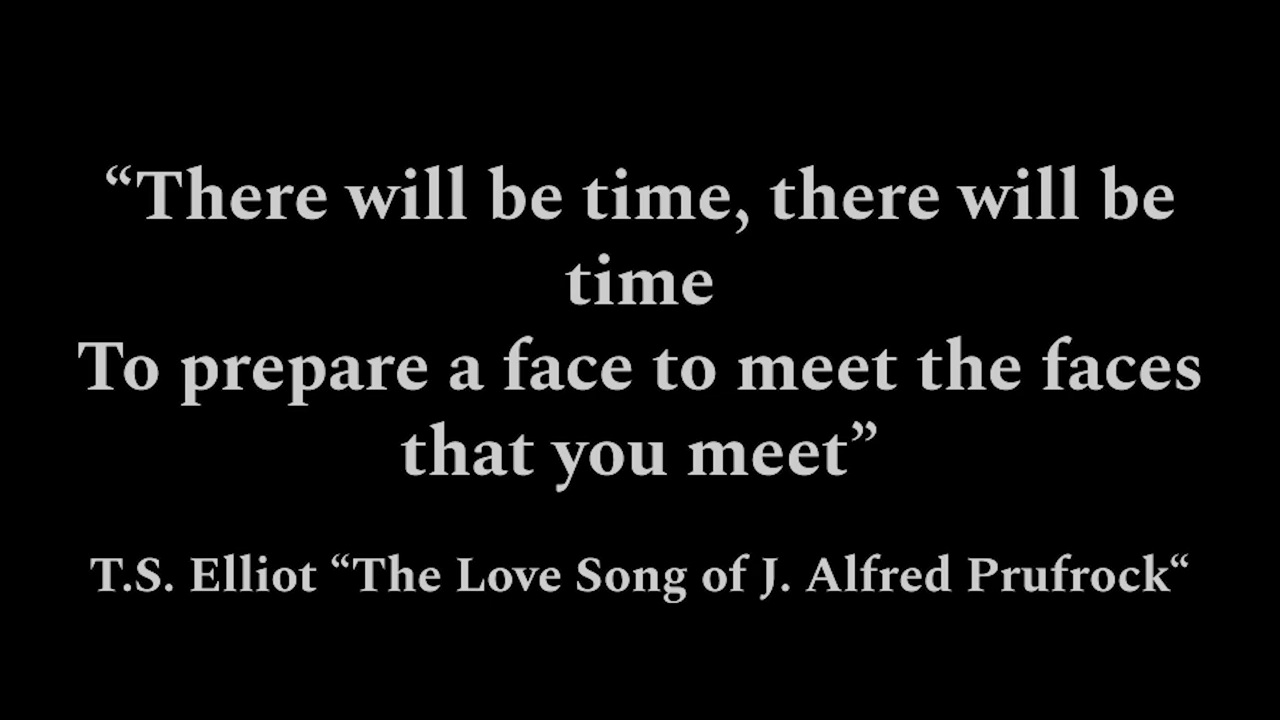 “There will be time, there will be
time
To prepare a face to meet the faces
that you meet”
T.S. Elliot “The Love Song of J. Alfred Prufrock“